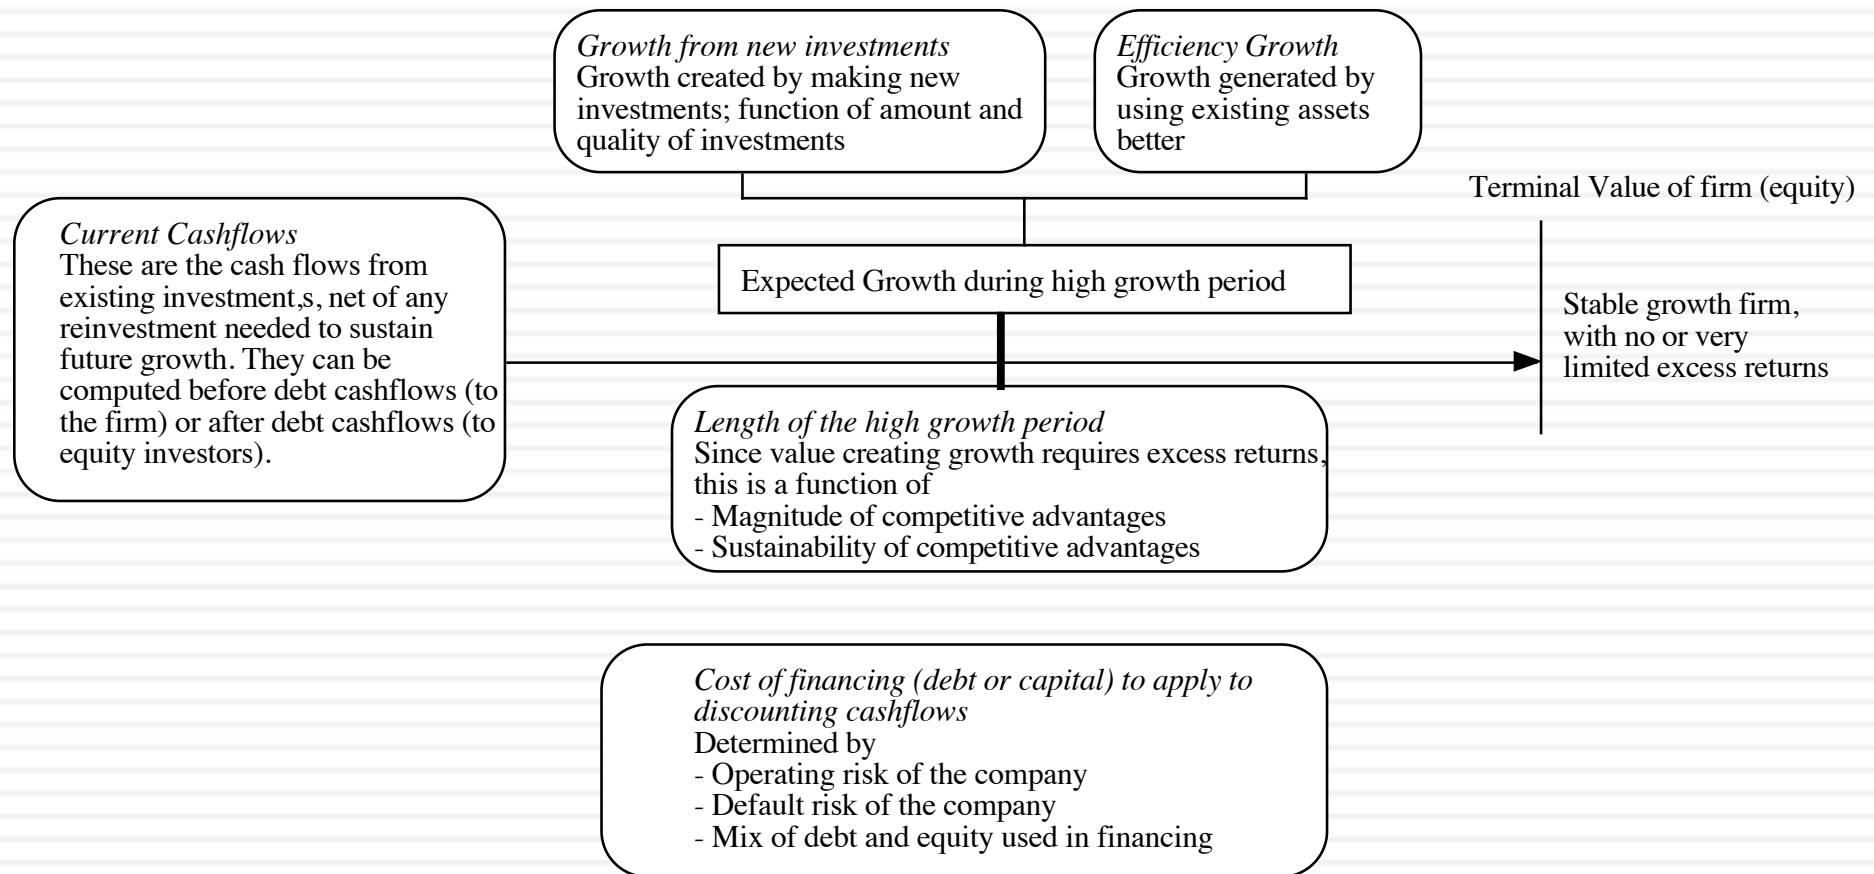 Growth from new investments
Growth created by making new
investments; function of amount and
quality of investments
Efficiency Growth
Growth generated by
using existing assets
better
Terminal Value of firm (equity)
Current Cashflows
These are the cash flows from
existing investment,s, net of any
reinvestment needed to sustain
future growth. They can be
computed before debt cashflows (to
the firm) or after debt cashflows (to
equity investors).
Expected Growth during high growth period
Stable growth firm,
with no or very
limited excess returns
Length of the high growth period
Since value creating growth requires excess returns,
this is a function of
- Magnitude of competitive advantages
- Sustainability of competitive advantages
Cost of financing (debt or capital) to apply to
discounting cashflows
Determined by
- Operating risk of the company
- Default risk of the company
- Mix of debt and equity used in financing